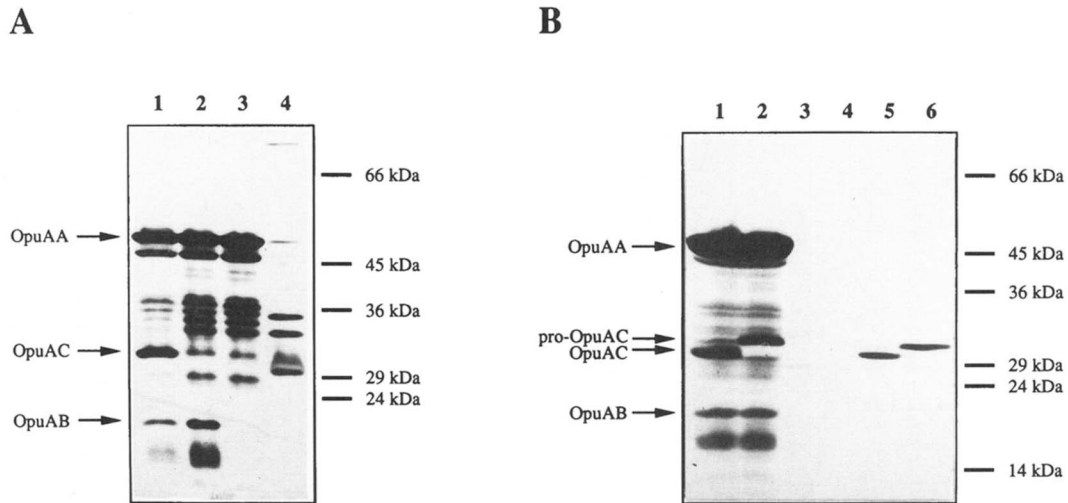 A
1 2 3 4
66 kDa
OpuAA
45 kDa
36 kDa
OpuAC
29 kDa
24 kDa
OpuAB
B
1 2 3 4 5 6
66 kDa
OpuAA
45 kDa
36 kDa
pro-OpuAC
OpuAC
29 kDa
24 kDa
OpuAB
14 kDa